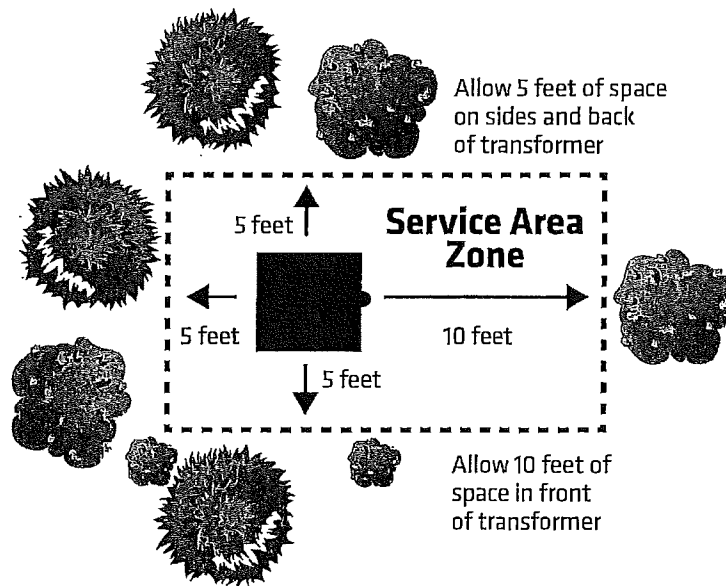 Allow 5 feet of space
on sides and back
of transformer
5 feet
Service Area
Zone
5 feet
10 feet
5 feet
Allow 10 feet of
space in front
of transformer